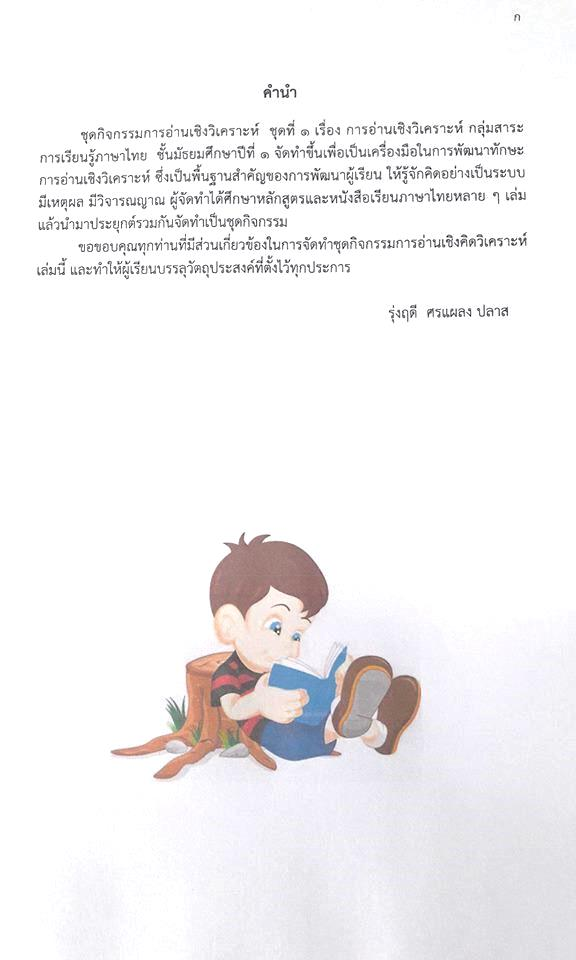 ก
คำนำ
ชุดกิจกรรมการอ่านเชิงวิเคราะห์ ชุดที่ ๑ เรื่อง การอ่านเชิงวิเคราะห์ กลุ่มสาระ
การเรียนรู้ภาษาไทย ชั้นมัธยมศึกษาปีที่ ๑ จัดทำขึ้นเพื่อเป็นเครื่องมือในการพัฒนาทักษะ
การอ่านเชิงวิเคราะห์ ซึ่งเป็นพื้นฐานสำคัญของการพัฒนาผู้เรียน ให้รู้จักคิดอย่างเป็นระบบ
มีเหตุผล มีวิจารณญาณ ผู้จัดทำได้ศึกษาหลักสูตรและหนังสือเรียนภาษาไทยหลาย ๆ เล่ม
แล้วนำมาประยุกต์รวมกันจัดทำเป็นชุดกิจกรรม
ขอขอบคุณทุกท่านที่มีส่วนเกี่ยวข้องในการจัดทำชุดกิจกรรมการอ่านเชิงคิดวิเคราะห์
เล่มนี้ และทำให้ผู้เรียนบรรลุวัตถุประสงค์ที่ตั้งไว้ทุกประการ
รุ่งฤดี ศรแผลง ปลาส